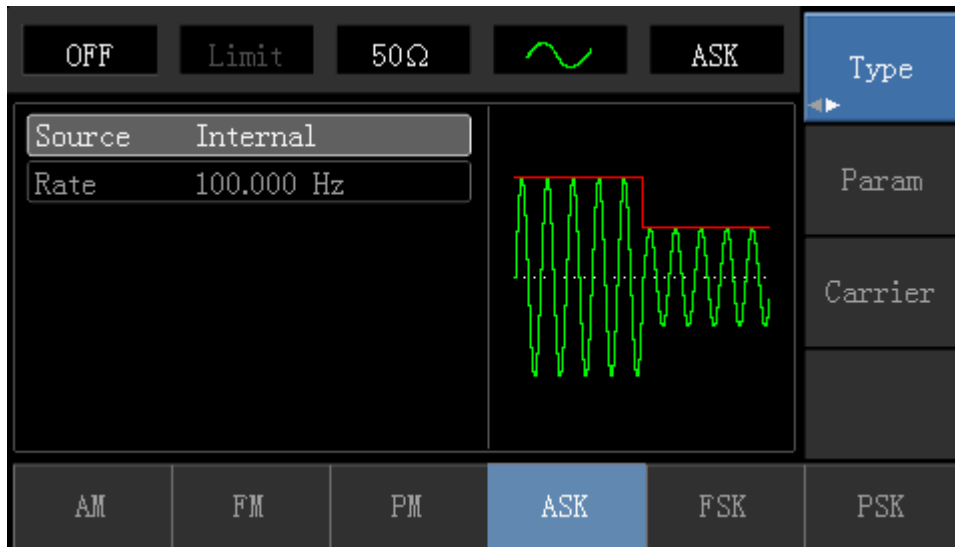 OFF Limit 50Ω ASK Type
Source Internal
Rate 100.000 Hz
Param
Carrier
AM FM PM ASK FSK PSK